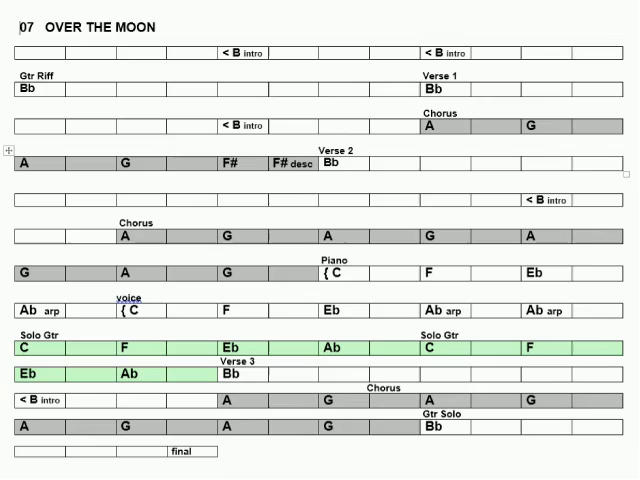 07 OVER THE MOON
< B intro < B intro
Gtr Riff Verse 1
Bb Bb
Chorus
< B intro A G
Verse 2
A G F# F# desc Bb
< B intro
Chorus
A G A G A
Piano
G A G { C F Eb
voice
Ab arp { C F Eb Ab arp Ab arp
Solo Gtr Solo Gtr
C F Eb Ab C F
Verse 3
Eb Ab Bb
Chorus
< B intro A G A G
Gtr Solo
A G A G Bb
final